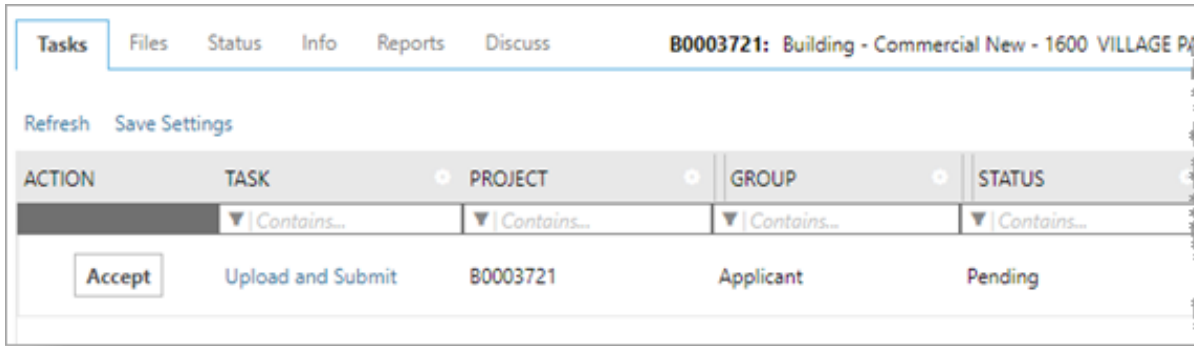 Tasks Files Status Info Reports Discuss B0003721: Building - Commercial New - 1600 VILLAGE
Refresh Save Settings
ACTION TASK PROJECT GROUP STATUS
Contains... Contains... Contains... Contains...
Accept Upload and Submit B0003721 Applicant Pending